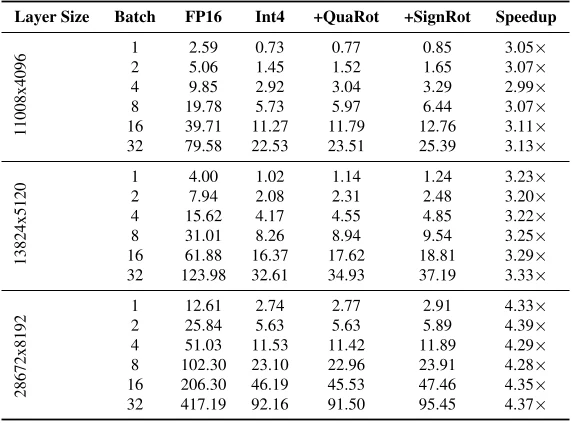 Layer Size Batch FP16 Int4 +QuaRot +SignRot Speedup
11008x4096
1 2.59 0.73 0.77 0.85 3.05×
2 5.06 1.45 1.52 1.65 3.07×
4 9.85 2.92 3.04 3.29 2.99×
8 19.78 5.73 5.97 6.44 3.07×
16 39.71 11.27 11.79 12.76 3.11×
32 79.58 22.53 23.51 25.39 3.13×
13824x5120
1 4.00 1.02 1.14 1.24 3.23×
2 7.94 2.08 2.31 2.48 3.20×
4 15.62 4.17 4.55 4.85 3.22×
8 31.01 8.26 8.94 9.54 3.25×
16 61.88 16.37 17.62 18.81 3.29×
32 123.98 32.61 34.93 37.19 3.33×
28672x8192
1 12.61 2.74 2.77 2.91 4.33×
2 25.84 5.63 5.63 5.89 4.39×
4 51.03 11.53 11.42 11.89 4.29×
8 102.30 23.10 22.96 23.91 4.28×
16 206.30 46.19 45.53 47.46 4.35×
32 417.19 92.16 91.50 95.45 4.37×